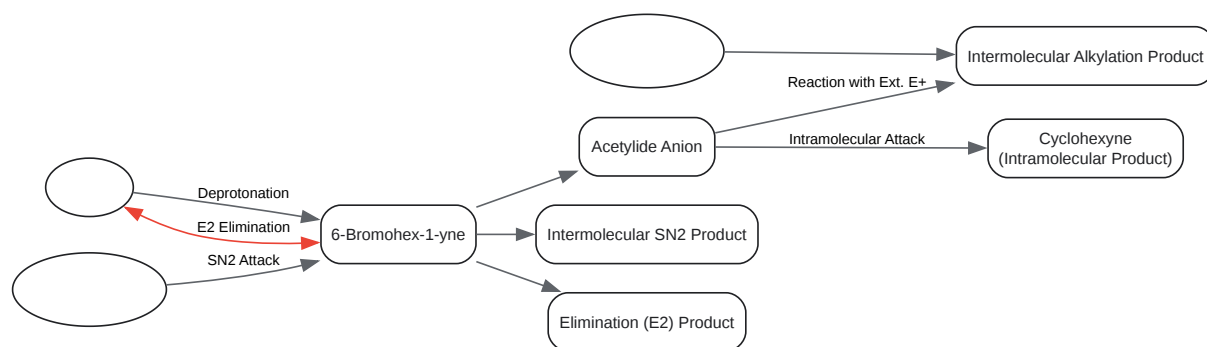 Intermolecular Alkylation Product
Reaction with Ext. E+
Acetylide Anion
Intramolecular Attack
Cyclohexyne
(Intramolecular Product)
Deprotonation
E2 Elimination
6-Bromohex-1-yne
Intermolecular SN2 Product
SN2 Attack
Elimination (E2) Product